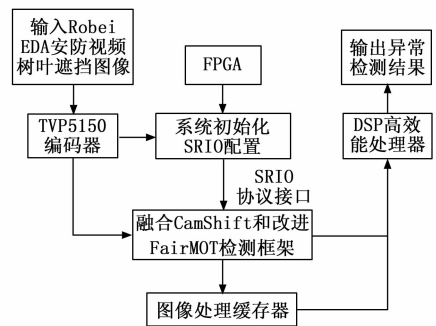 输入Robei
EDA安防视频
树叶遮挡图像
FPGA
输出异常
检测结果
TVP5150
编码器
系统初始化
SRIO配置
DSP高效
能处理器
SRIO
协议接口
融合CamShift和改进
FairMOT检测框架
图像处理缓存器